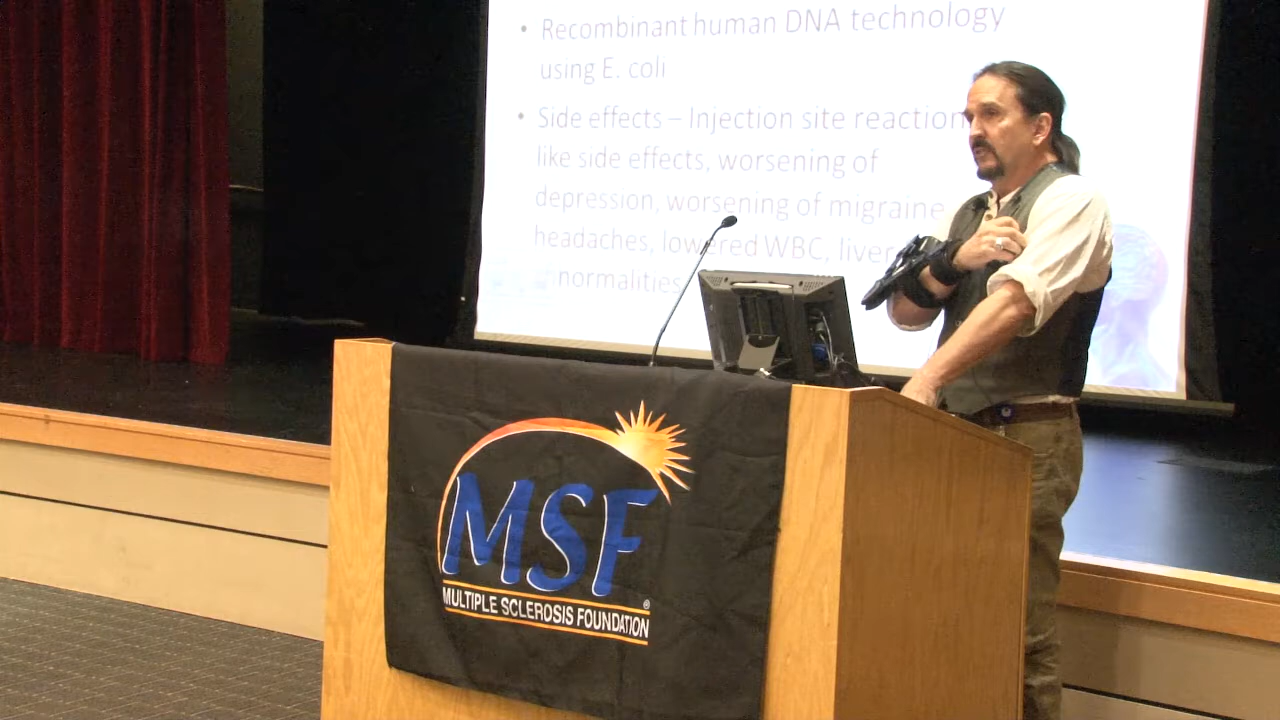 • Recombinant human DNA technology
using E. coli
• Side effects – Injection site reaction
like side effects, worsening of
depression, worsening of migraine
headaches, lowered WBC, liver
normalities
MSF
MULTIPLE SCLEROSIS FOUNDATION
®